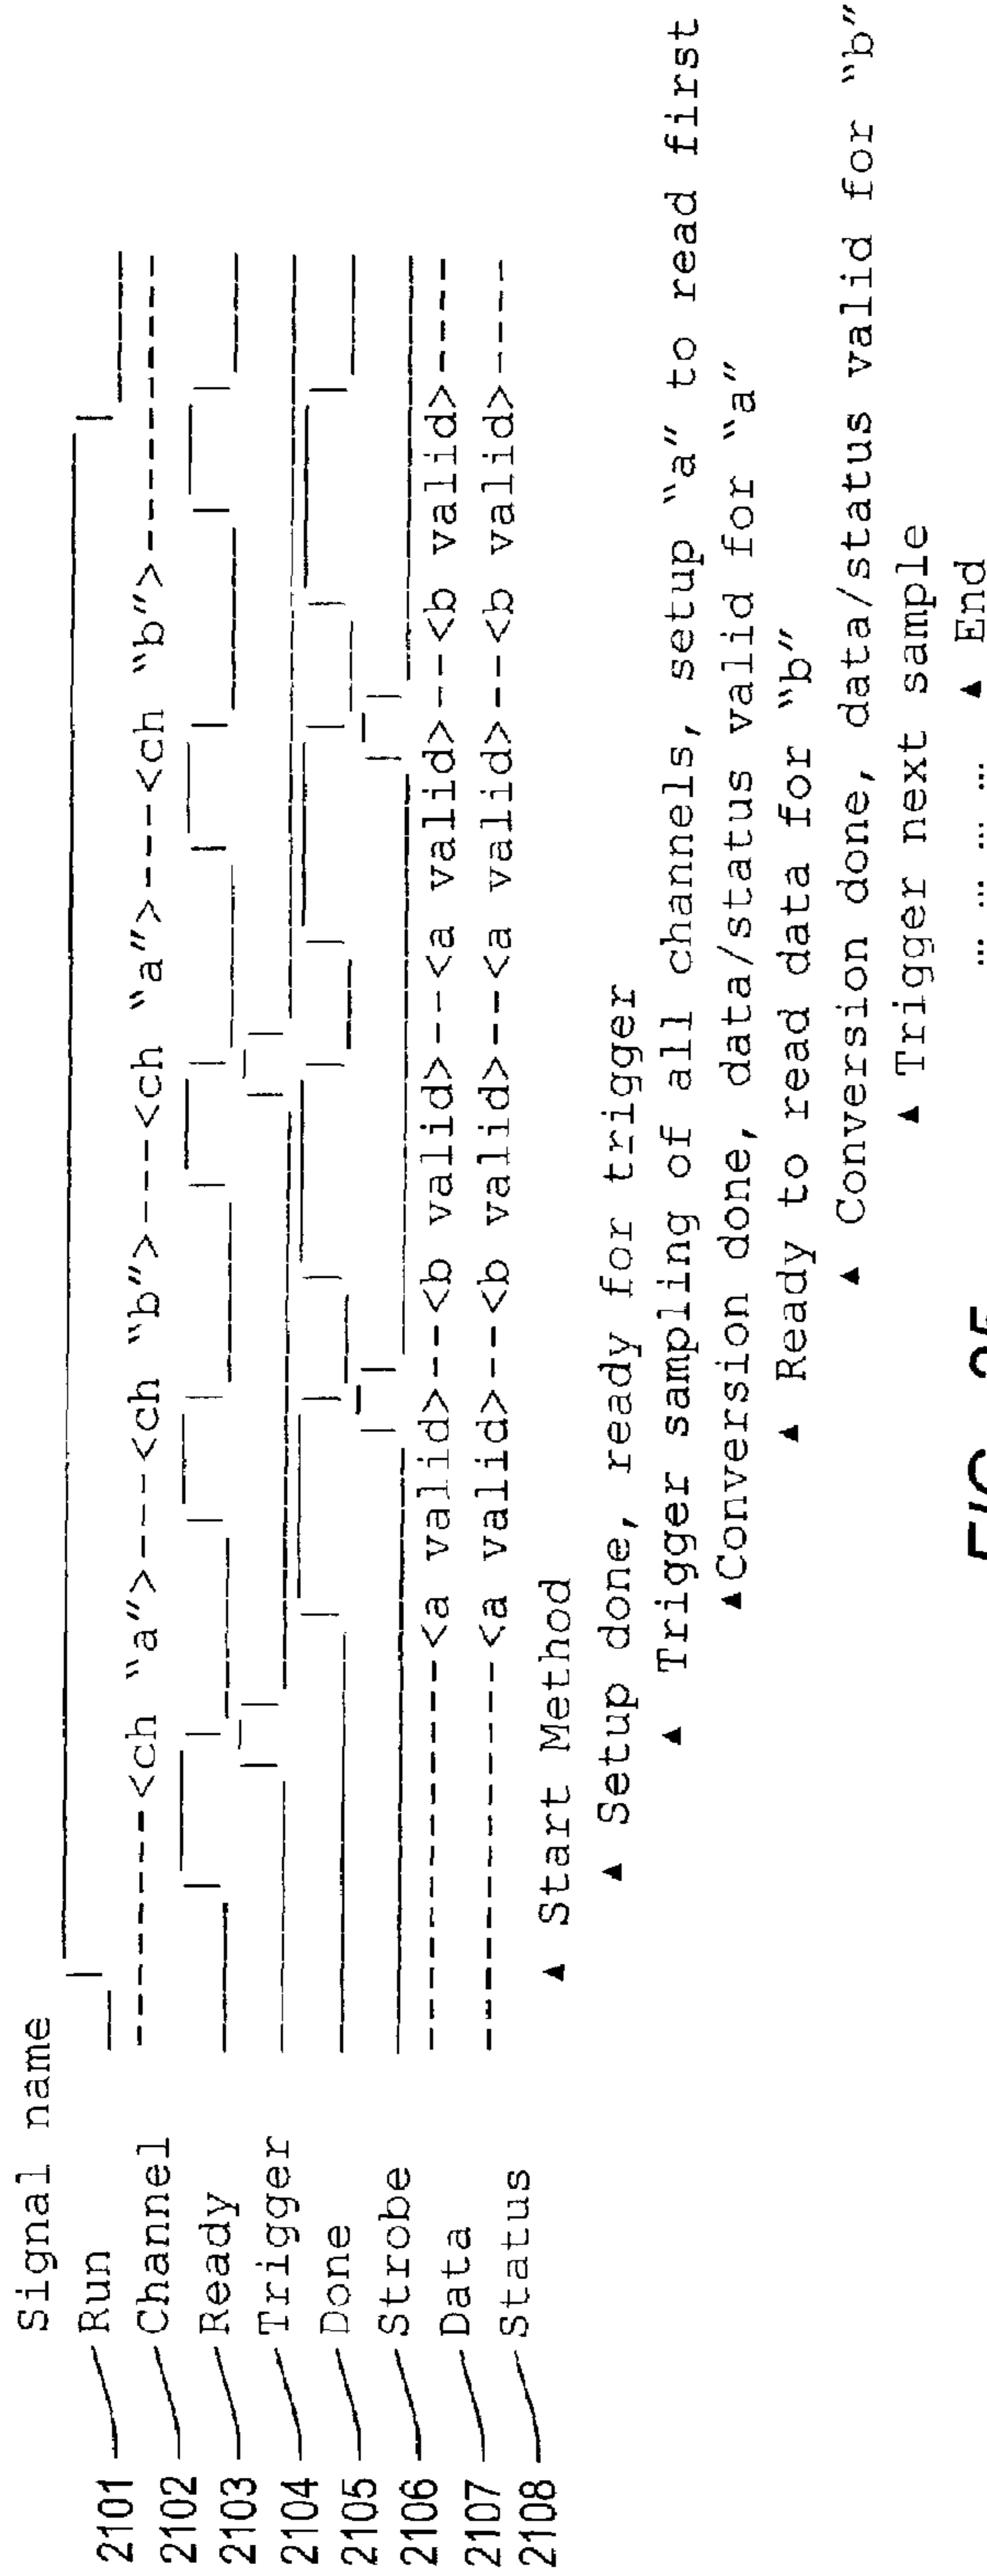 Signal name
2101 Run
2102 Channel ------<ch "a">---<ch "b">---<ch "a">---<ch "b">------
2103 Ready
2104 Trigger
2105 Done
2106 Strobe
2107 Data ----------<a valid>--<b valid>--<a valid>--<b valid>----
2108 Status ----------<a valid>--<b valid>--<a valid>--<b valid>----
▲ Start Method
▲ Setup done, ready for trigger
▲ Trigger sampling of all channels, setup "a" to read first
▲Conversion done, data/status valid for "a"
▲ Ready to read data for "b"
▲ Conversion done, data/status valid for "b"
▲ Trigger next sample
... ... ... ... ▲ End